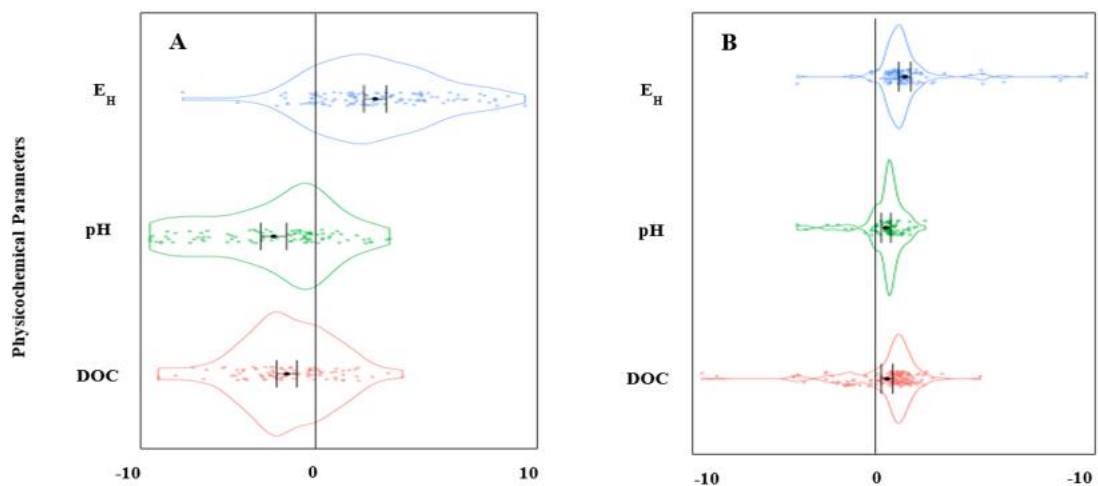 A
B
E_H
E_H
Physicochemical Parameters
pH
pH
DOC
DOC
-10
0
10
-10
0
-10